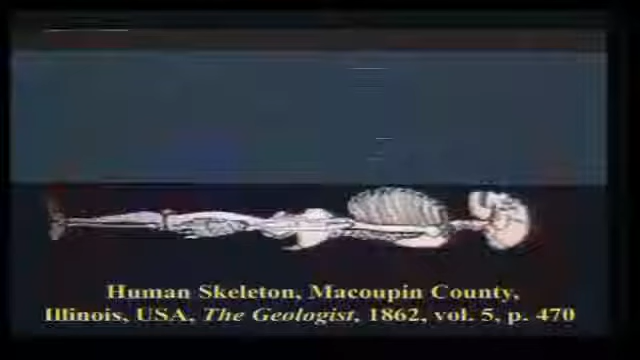 Human Skeleton, Macoupin County,
Illinois, USA, The Geologist, 1862, vol. 5, p. 470